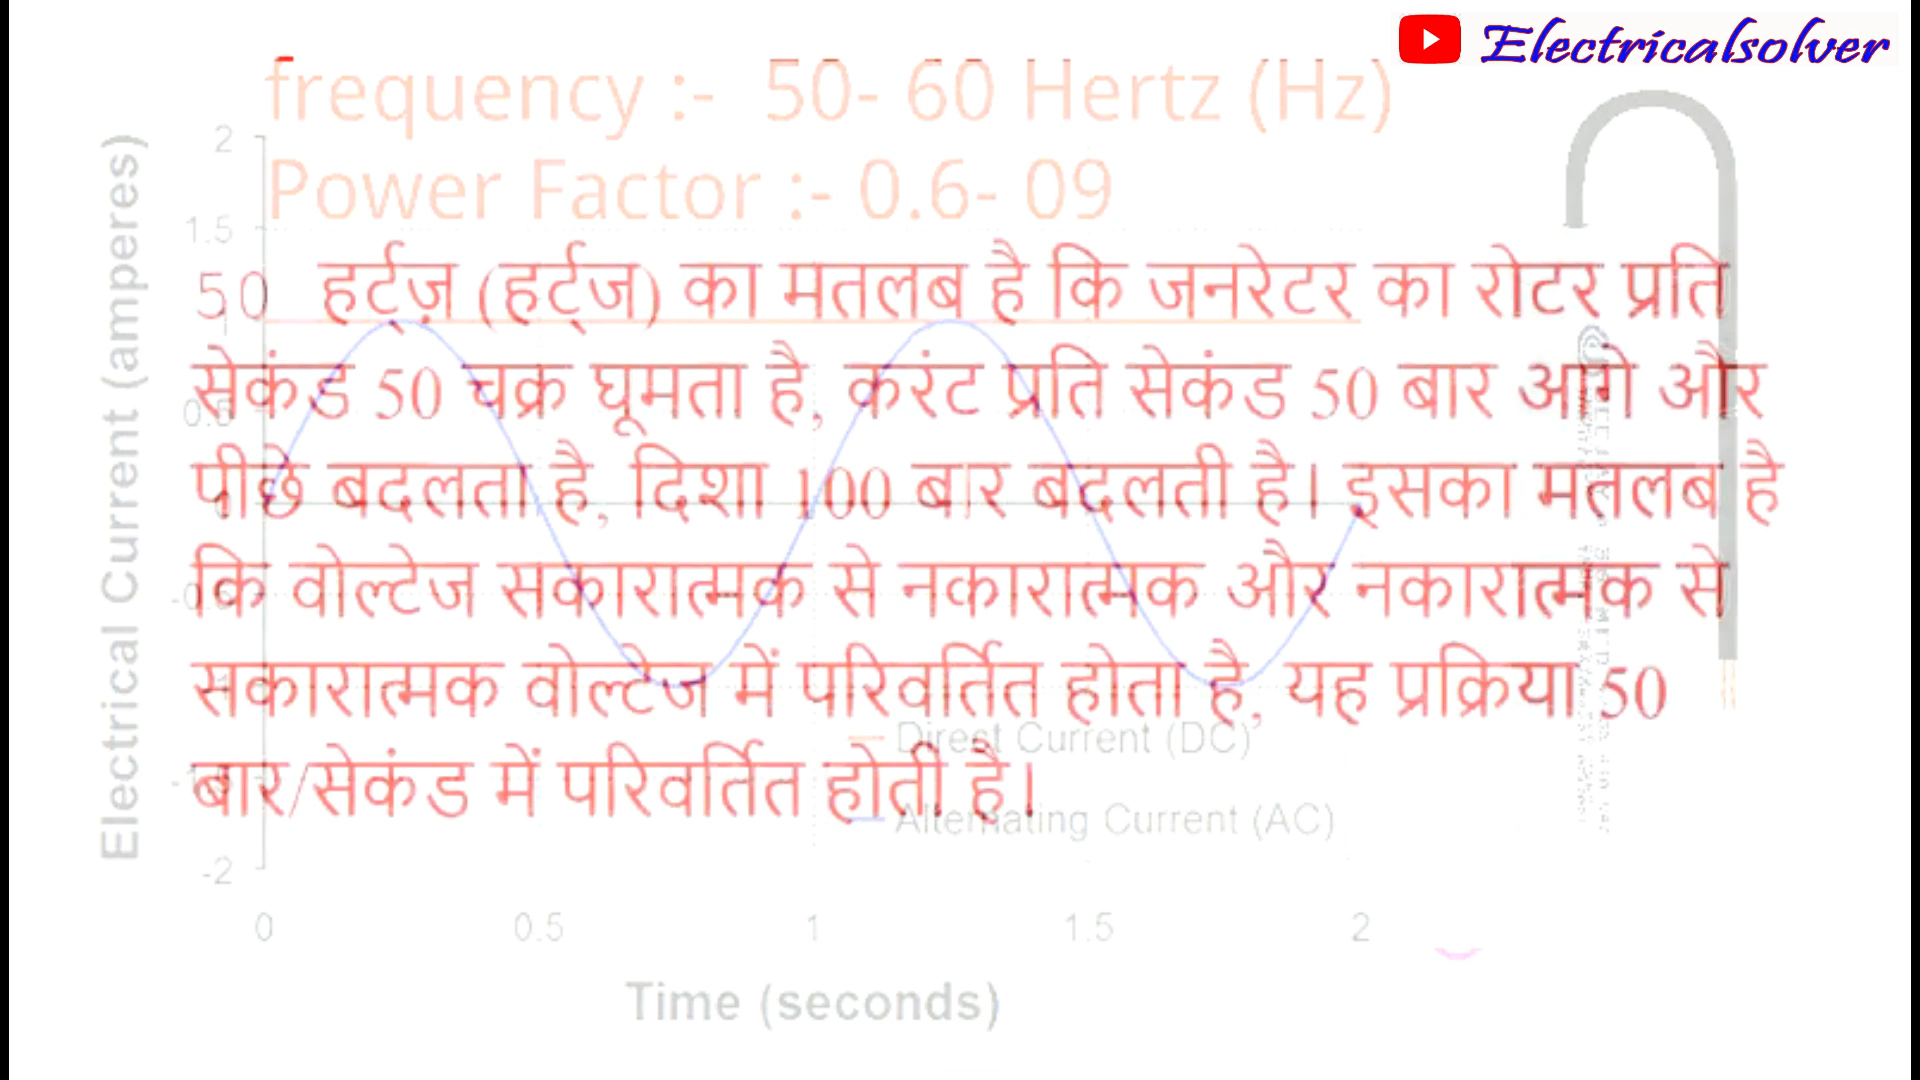 Electricalsolver
frequency :- 50- 60 Hertz (Hz)
Power Factor :- 0.6- 09
50 हर्ट्ज़ (हर्ट्ज) का मतलब है कि जनरेटर का रोटर प्रति
सेकंड 50 चक्र घूमता है, करंट प्रति सेकंड 50 बार आगे और
पीछे बदलता है, दिशा 100 बार बदलती है। इसका मतलब है
कि वोल्टेज सकारात्मक से नकारात्मक और नकारात्मक से
सकारात्मक वोल्टेज में परिवर्तित होता है, यह प्रक्रिया 50
बार/सेकंड में परिवर्तित होती है।
Electrical Current (amperes)
2
1.5
-2
Direst Current (DC)
Alternating Current (AC)
0 0.5 1 1.5 2
Time (seconds)